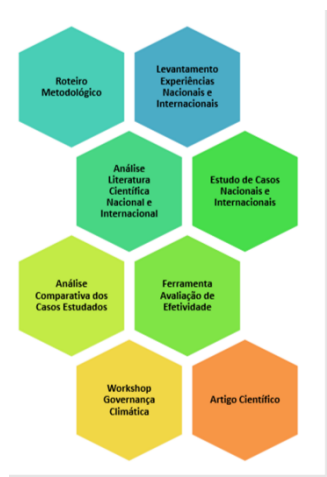 Roteiro
Metodológico
Levantamento
Experiências
Nacionais e
Internacionais
Análise
Literatura
Científica
Nacional e
Internacional
Estudo de Casos
Nacionais e
Internacionais
Análise
Comparativa dos
Casos Estudados
Ferramenta
Avaliação de
Efetividade
Workshop
Governança
Climática
Artigo Científico